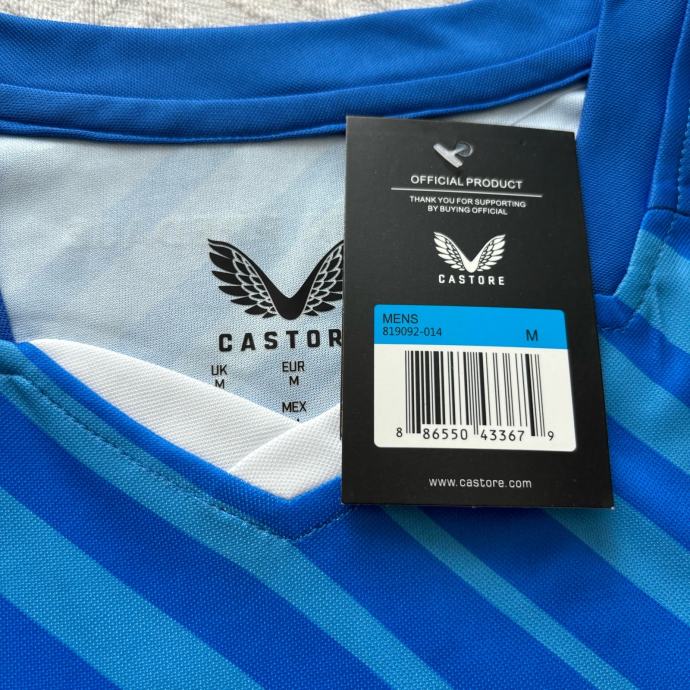 OFFICIAL PRODUCT
THANK YOU FOR SUPPORTING
BY BUYING OFFICIAL
CASTORE
MENS
819092-014 M
8 86550 43367 9
www.castore.com
CASTOR
UK EUR
M M
MEX